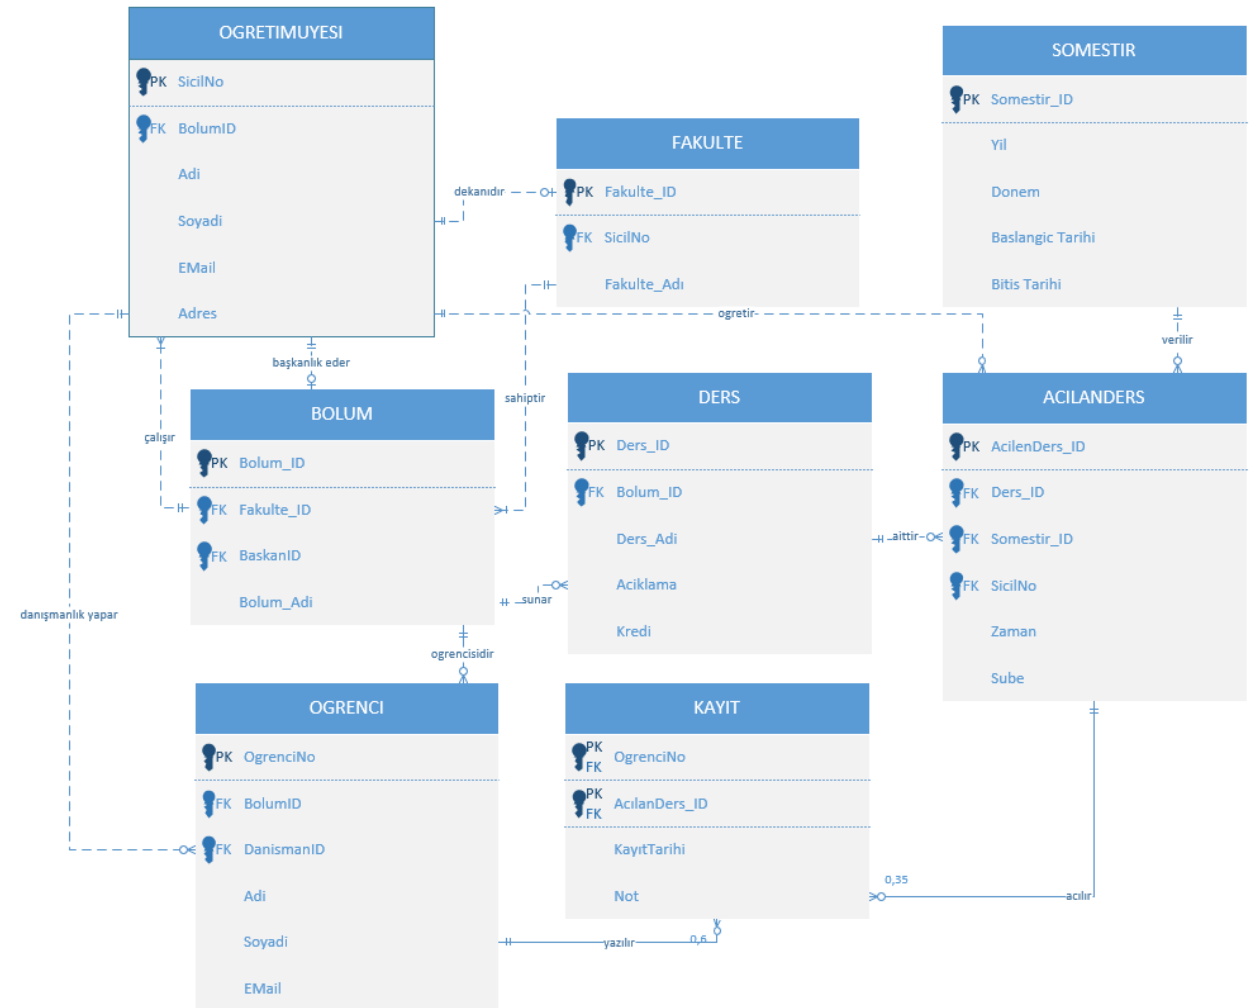 OGRETIMUYESI
PK SicilNo
FK BolumID
Adi
Soyadi
EMail
Adres
SOMESTIR
PK Somestir_ID
Yil
Donem
Baslangic Tarihi
Bitis Tarihi
FAKULTE
PK Fakulte_ID
FK SicilNo
Fakulte_Adı
dekanıdır
ogretir
verilir
başkanlık eder
sahiptir
çalışır
danışmanlık yapar
BOLUM
PK Bolum_ID
FK Fakulte_ID
FK BaskanID
Bolum_Adi
DERS
PK Ders_ID
FK Bolum_ID
Ders_Adi
Aciklama
Kredi
ACILANDERS
PK AcilenDers_ID
FK Ders_ID
FK Somestir_ID
FK SicilNo
Zaman
Sube
aittir
sunar
ogrencisidir
OGRENCI
PK OgrenciNo
FK BolumID
FK DanismanID
Adi
Soyadi
EMail
KAYIT
PK
FK OgrenciNo
PK
FK AcılanDers_ID
KayıtTarihi
Not
0,35
acılır
yazılır
0,6